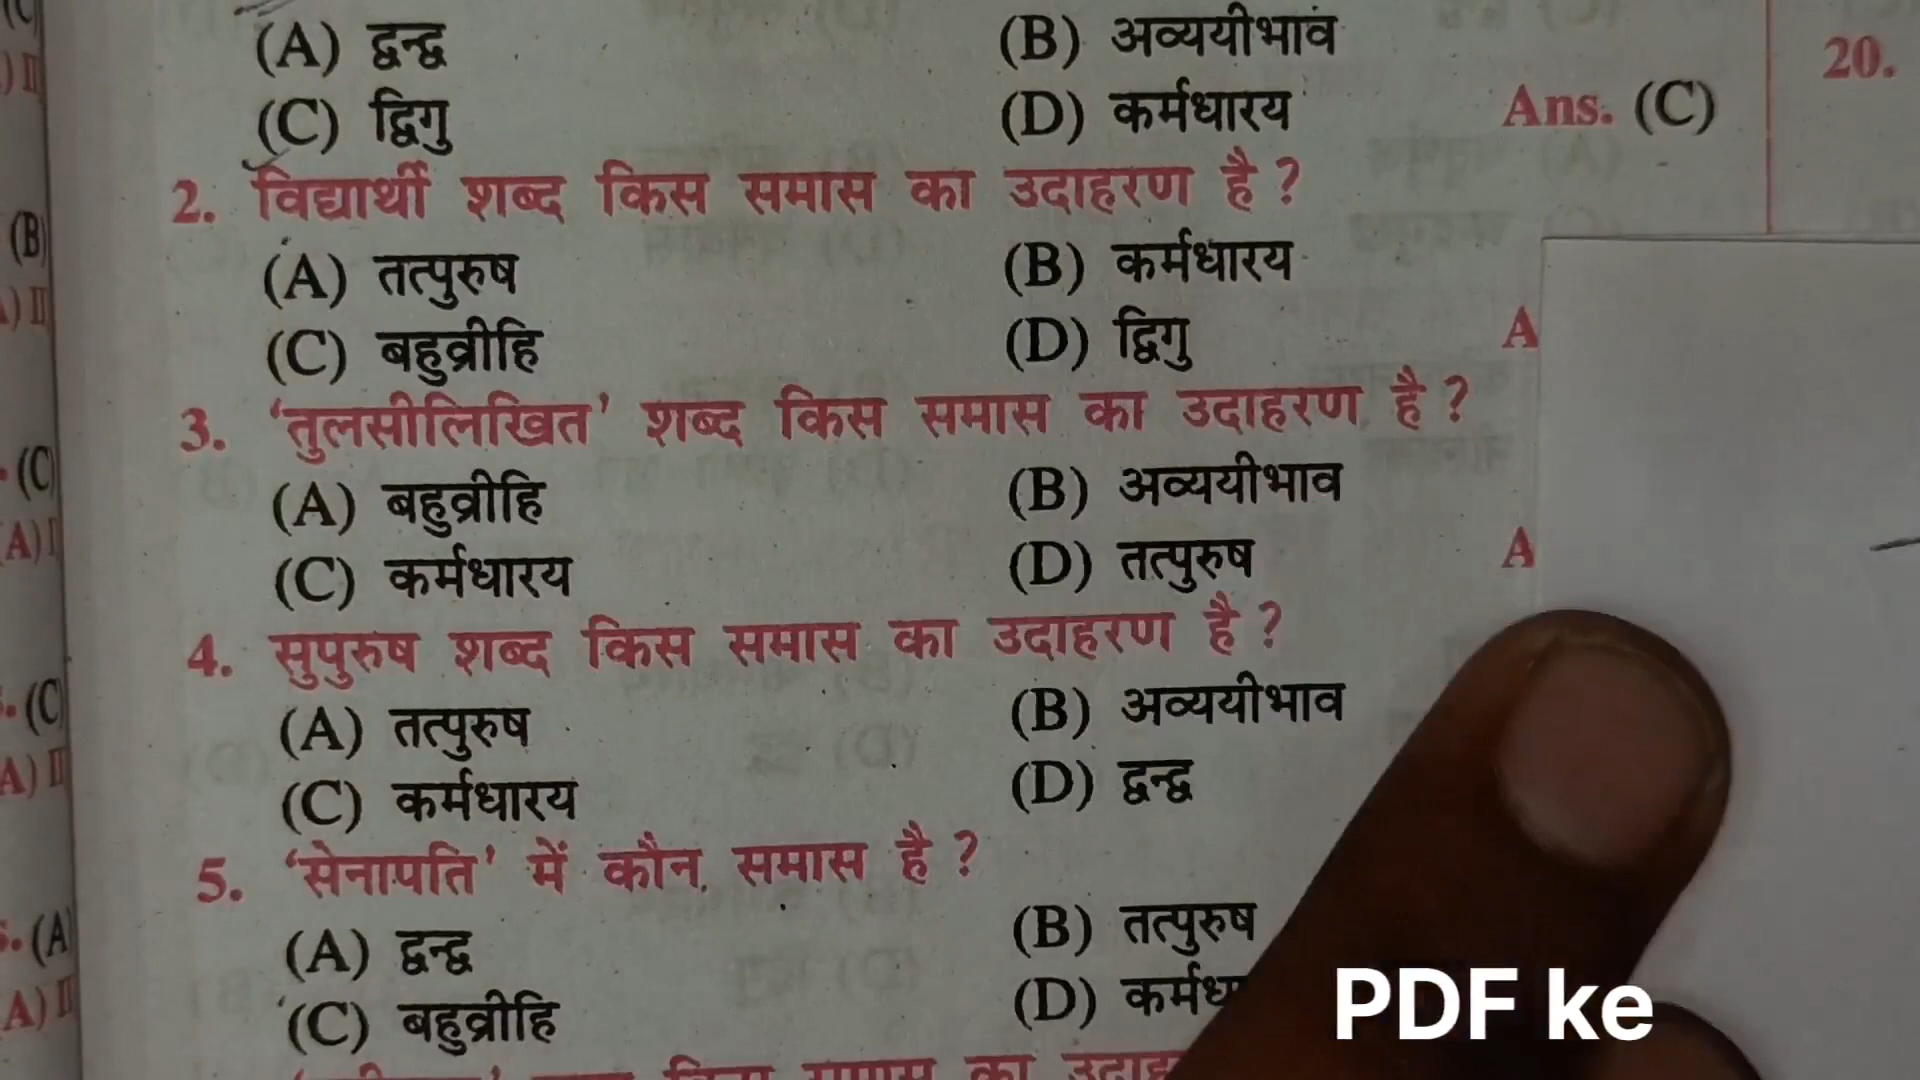 (A) द्वन्द्व (B) अव्ययीभाव
20.
(C) द्विगु (D) कर्मधारय Ans. (C)
2. विद्यार्थी शब्द किस समास का उदाहरण है ?
(A) तत्पुरुष (B) कर्मधारय
(C) बहुव्रीहि (D) द्विगु A
3. 'तुलसीलिखित' शब्द किस समास का उदाहरण है ?
(A) बहुव्रीहि (B) अव्ययीभाव
(C) कर्मधारय (D) तत्पुरुष A
4. सुपुरुष शब्द किस समास का उदाहरण है ?
(A) तत्पुरुष (B) अव्ययीभाव
(C) कर्मधारय (D) द्वन्द्व
5. 'सेनापति' में कौन समास है ?
(A) द्वन्द्व (B) तत्पुरुष
(C) बहुव्रीहि (D)
PDF ke
(B)
(C)
(A)
(C)
(A)
(A)
(A)